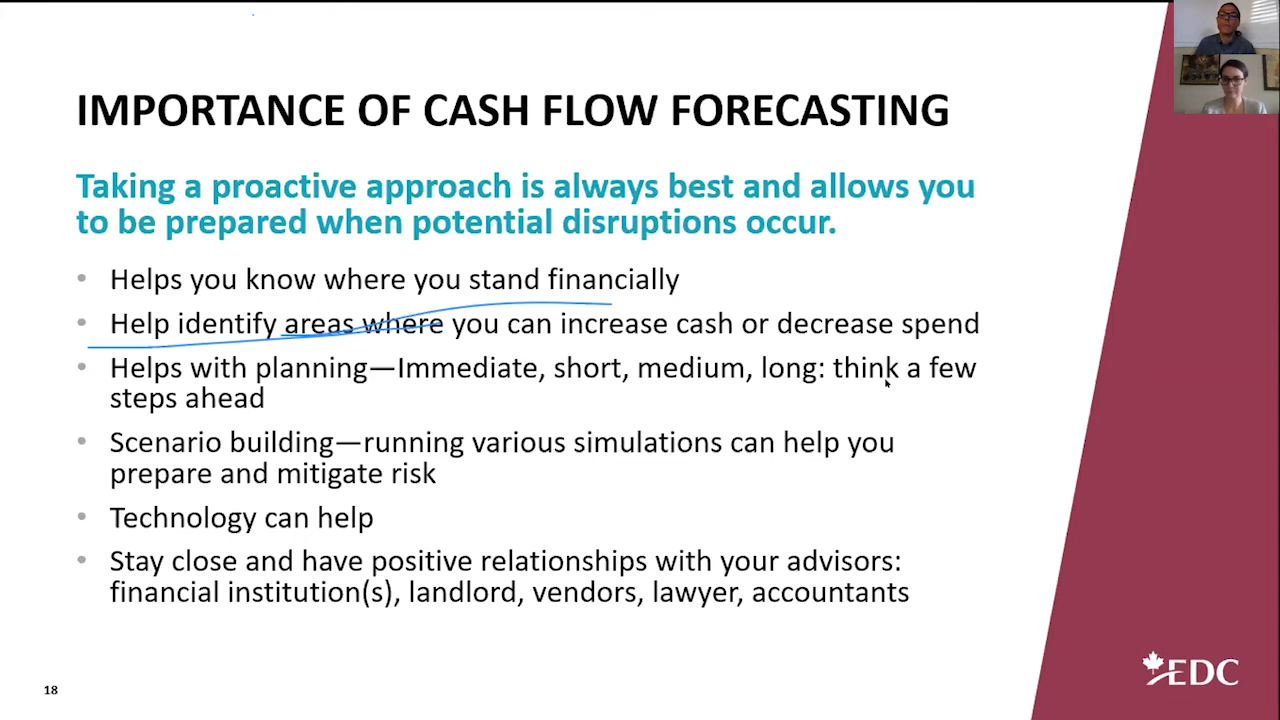 IMPORTANCE OF CASH FLOW FORECASTING
Taking a proactive approach is always best and allows you
to be prepared when potential disruptions occur.
• Helps you know where you stand financially
• Help identify areas where you can increase cash or decrease spend
• Helps with planning—Immediate, short, medium, long: think a few
steps ahead
• Scenario building—running various simulations can help you
prepare and mitigate risk
• Technology can help
• Stay close and have positive relationships with your advisors:
financial institution(s), landlord, vendors, lawyer, accountants
18
EDC